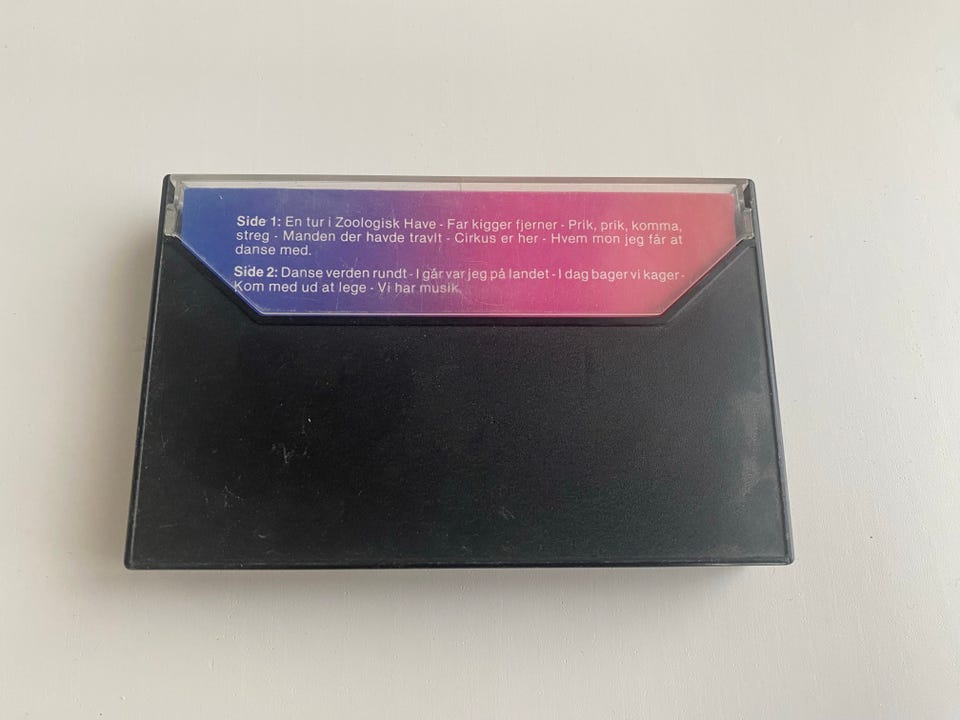 Side 1: En tur i Zoologisk Have - Far kigger fjerner - Prik, prik, komma,
streg - Manden der havde travlt - Cirkus er her - Hvem mon jeg får at
danse med.
Side 2: Danse verden rundt - I går var jeg på landet - I dag bager vi kager -
Kom med ud at lege - Vi har musik.